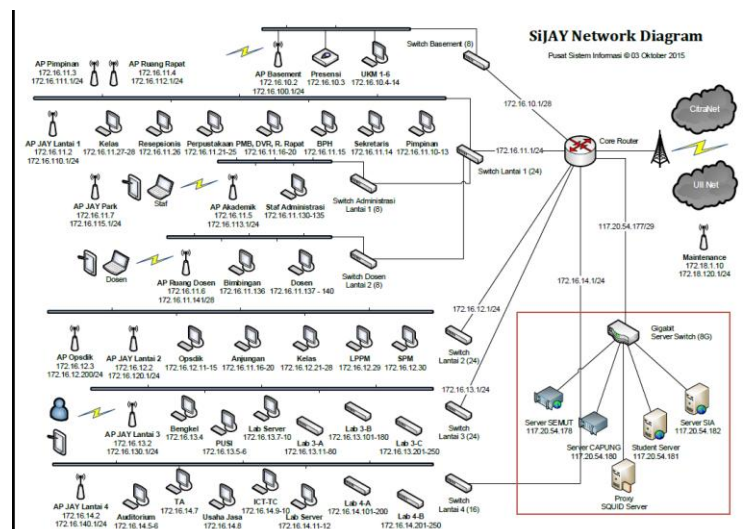 SiJAY Network Diagram
Pusat Sistem Informasi © 03 Oktober 2015
AP Pimpinan
172.16.11.3
172.16.111.1/24
AP Ruang Rapat
172.16.11.4
172.16.112.1/24
AP Basement
172.16.10.2
172.16.100.1/24
Presensi
172.16.10.3
UKM 1-6
172.16.10.4-14
Switch Basement (8)
172.16.10.1/28
AP JAY Lantai 1
172.16.11.2
172.16.110.1/24
Kelas
172.16.11.27-28
Resepsionis
172.16.11.26
Perpustakaan
172.16.11.21-25
PMB, DVR, R. Rapat
172.16.11.16-20
BPH
172.16.11.15
Sekretaris
172.16.11.14
Pimpinan
172.16.11.10-13
Switch Lantai 1 (24)
172.16.11.1/24
Core Router
CitraNet
UII Net
AP JAY Park
172.16.11.7
172.16.115.1/24
Staf
AP Akademik
172.16.11.5
172.16.113.1/24
Staf Administrasi
172.16.11.130-135
Switch Administrasi
Lantai 1 (8)
117.20.54.177/29
Maintenance
172.18.1.10
172.18.120.1/24
Dosen
AP Ruang Dosen
172.16.11.6
172.16.11.141/28
Bimbingan
172.16.11.136
Dosen
172.16.11.137 - 140
Switch Dosen
Lantai 2 (8)
172.16.14.1/24
172.16.12.1/24
AP Opsdik
172.16.12.3
172.16.12.200/24
AP JAY Lantai 2
172.16.12.2
172.16.120.1/24
Opsdik
172.16.12.11-15
Anjungan
172.16.11.16-20
Kelas
172.16.12.21-28
LPPM
172.16.12.29
SPM
172.16.12.30
Switch
Lantai 2 (24)
Gigabit
Server Switch (8G)
172.16.13.1/24
AP JAY Lantai 3
172.16.13.2
172.16.130.1/24
Bengkel
172.16.13.4
PUSI
172.16.13.5-6
Lab Server
172.16.13.7-10
Lab 3-A
172.16.13.11-80
Lab 3-B
172.16.13.101-180
Lab 3-C
172.16.13.201-250
Switch
Lantai 3 (24)
Server SEMUT
117.20.54.178
Server CAPUNG
117.20.54.180
Student Server
117.20.54.181
Server SIA
117.20.54.182
Proxy
SQUID Server
AP JAY Lantai 4
172.16.14.2
172.16.140.1/24
Auditorium
172.16.14.5-6
TA
172.16.14.7
Usaha Jasa
172.16.14.8
ICT-TC
172.16.14.9-10
Lab Server
172.16.14.11-12
Lab 4-A
172.16.14.101-200
Lab 4-B
172.16.14.201-250
Switch
Lantai 4 (16)